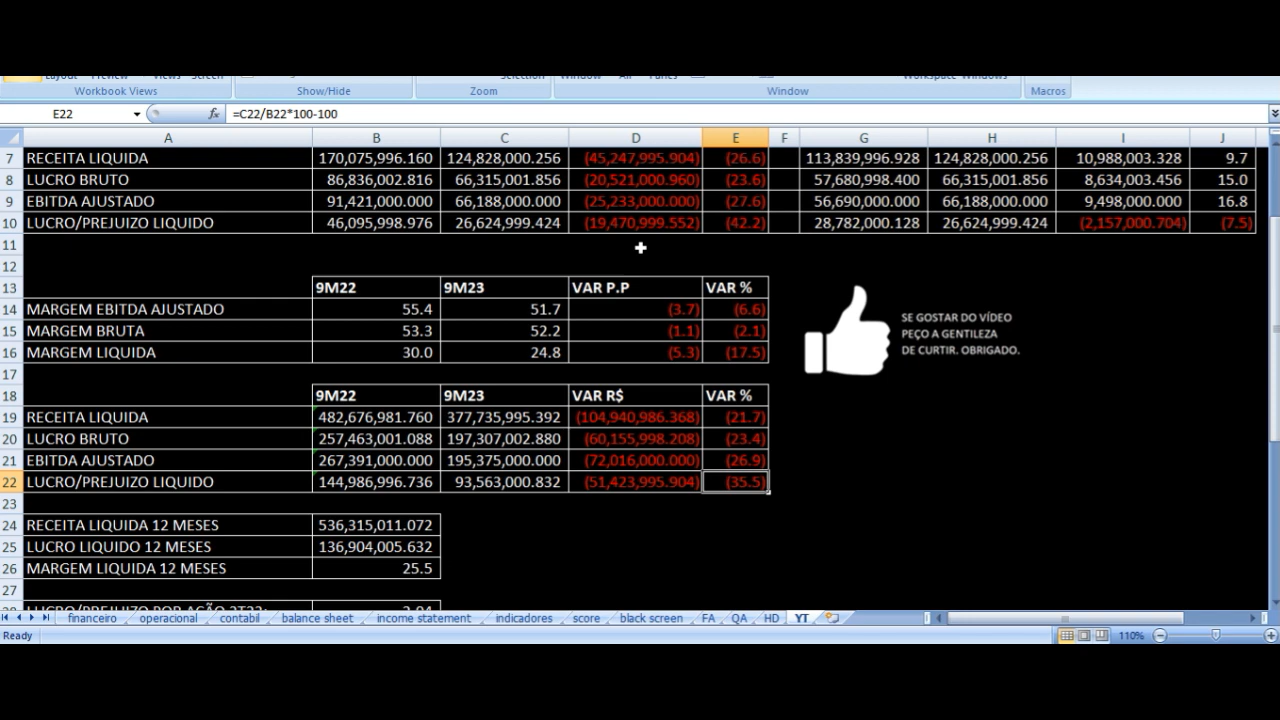 Workbook Views Show/Hide Zoom Window Macros
E22 fx =C22/B22*100-100
A B C D E F G H I J
7 RECEITA LIQUIDA 170,075,996.160 124,828,000.256 (45,247,995.904) (26.6) 113,839,996.928 124,828,000.256 10,988,003.328 9.7
8 LUCRO BRUTO 86,836,002.816 66,315,001.856 (20,521,000.960) (23.6) 57,680,998.400 66,315,001.856 8,634,003.456 15.0
9 EBITDA AJUSTADO 91,421,000.000 66,188,000.000 (25,233,000.000) (27.6) 56,690,000.000 66,188,000.000 9,498,000.000 16.8
10 LUCRO/PREJUIZO LIQUIDO 46,095,998.976 26,624,999.424 (19,470,999.552) (42.2) 28,782,000.128 26,624,999.424 (2,157,000.704) (7.5)
11
12
13 9M22 9M23 VAR P.P VAR %
14 MARGEM EBITDA AJUSTADO 55.4 51.7 (3.7) (6.6)
15 MARGEM BRUTA 53.3 52.2 (1.1) (2.1)
16 MARGEM LIQUIDA 30.0 24.8 (5.3) (17.5)
SE GOSTAR DO VÍDEO
PEÇO A GENTILEZA
DE CURTIR. OBRIGADO.
17
18 9M22 9M23 VAR R$ VAR %
19 RECEITA LIQUIDA 482,676,981.760 377,735,995.392 (104,940,986.368) (21.7)
20 LUCRO BRUTO 257,463,001.088 197,307,002.880 (60,155,998.208) (23.4)
21 EBITDA AJUSTADO 267,391,000.000 195,375,000.000 (72,016,000.000) (26.9)
22 LUCRO/PREJUIZO LIQUIDO 144,986,996.736 93,563,000.832 (51,423,995.904) (35.5)
23
24 RECEITA LIQUIDA 12 MESES 536,315,011.072
25 LUCRO LIQUIDO 12 MESES 136,904,005.632
26 MARGEM LIQUIDA 12 MESES 25.5
27
financeiro operacional contabil balance sheet income statement indicadores score black screen FA QA HD YT
Ready 110%